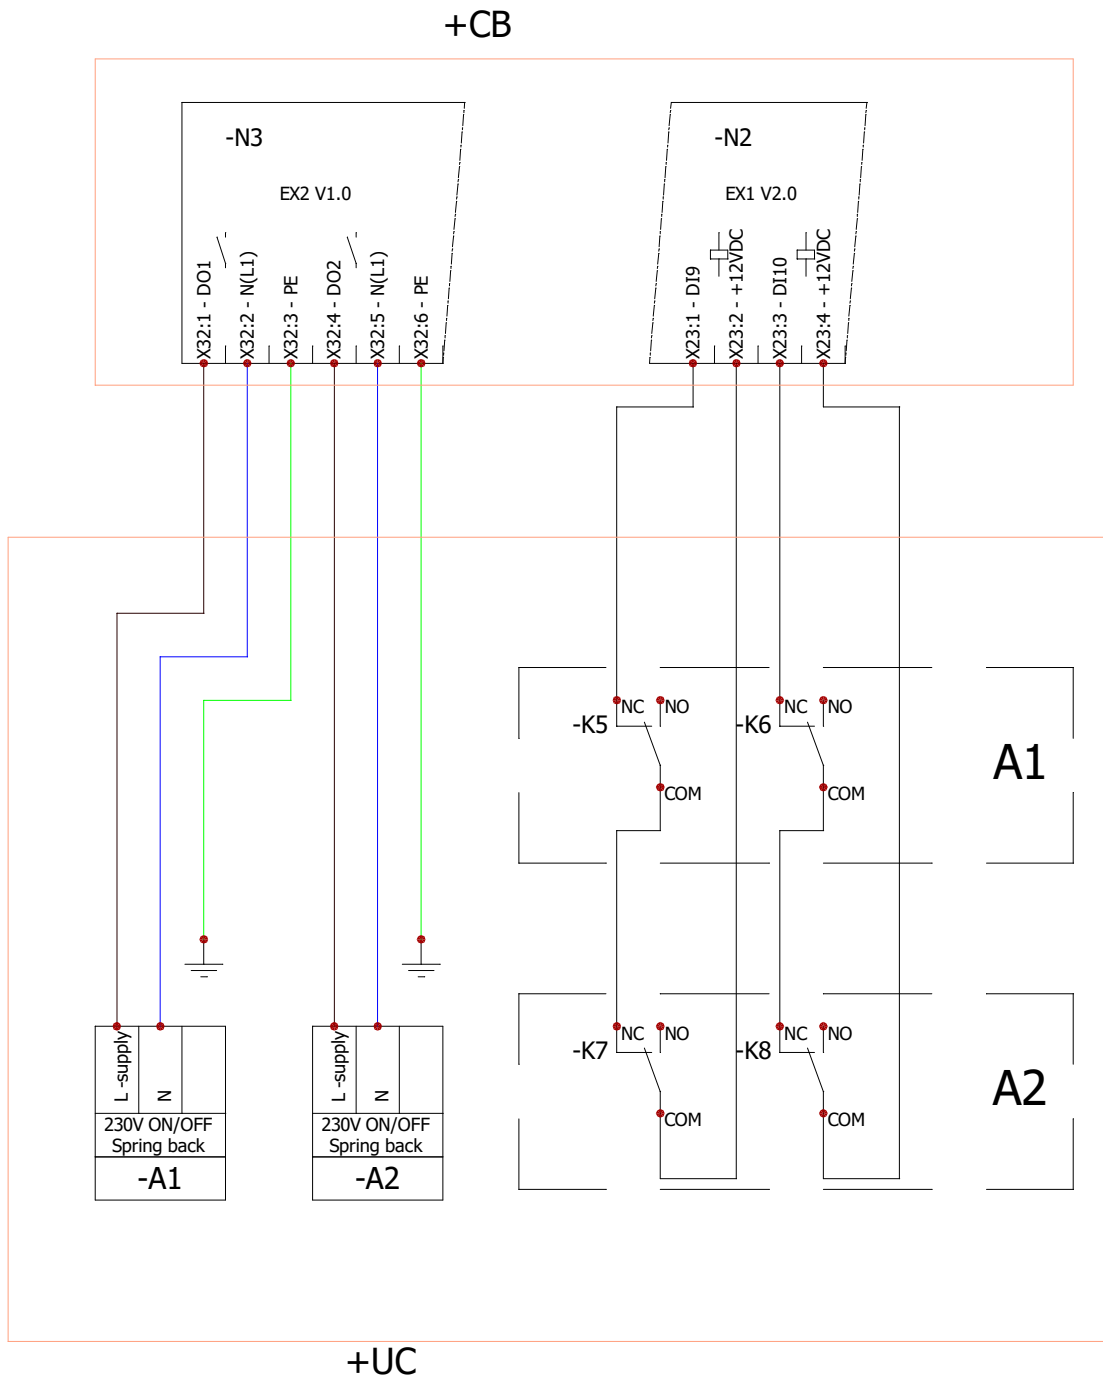 +CB
-N3
-N2
EX2 V1.0
EX1 V2.0
X32:1 - DO1
X32:2 - N(L1)
X32:3 - PE
X32:4 - DO2
X32:5 - N(L1)
X32:6 - PE
X23:1 - DI9
X23:2 - +12VDC
X23:3 - DI10
X23:4 - +12VDC
NC
NO
-K5
COM
NC
NO
-K6
COM
A1
NC
NO
-K7
COM
NC
NO
-K8
COM
A2
L -supply
N
230V ON/OFF
Spring back
-A1
L -supply
N
230V ON/OFF
Spring back
-A2
+UC